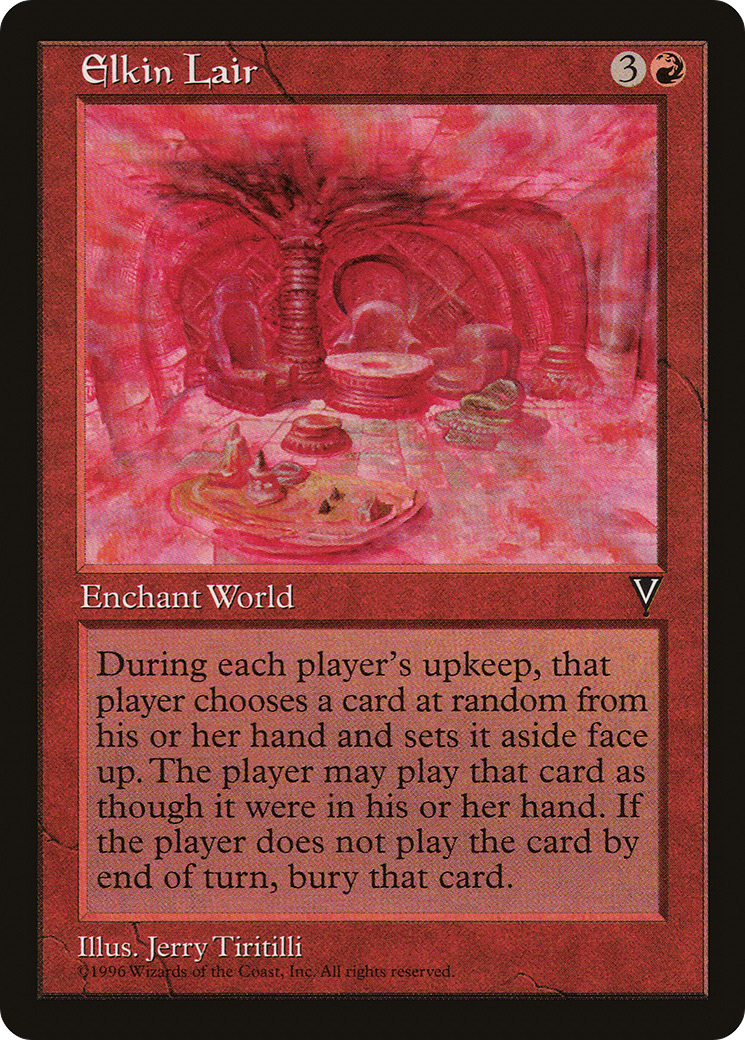 Elkin Lair 3
Enchant World V
During each player's upkeep, that
player chooses a card at random from
his or her hand and sets it aside face
up. The player may play that card as
though it were in his or her hand. If
the player does not play the card by
end of turn, bury that card.
Illus. Jerry Tiritilli
©1996 Wizards of the Coast, Inc. All rights reserved.